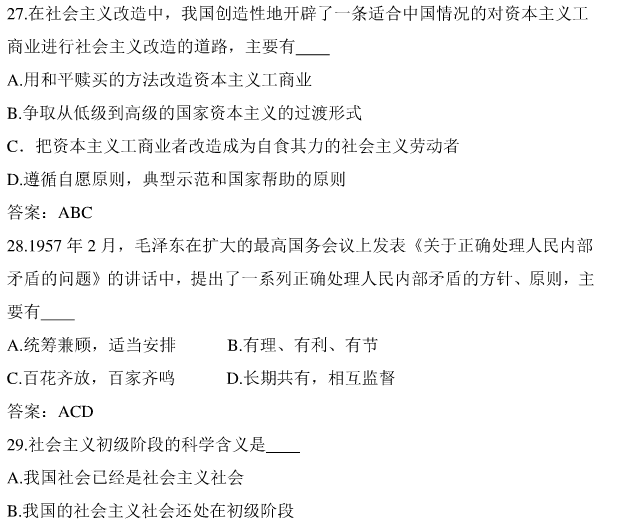 27.在社会主义改造中，我国创造性地开辟了一条适合中国情况的对资本主义工
商业进行社会主义改造的道路，主要有____
A.用和平赎买的方法改造资本主义工商业
B.争取从低级到高级的国家资本主义的过渡形式
C．把资本主义工商业者改造成为自食其力的社会主义劳动者
D.遵循自愿原则，典型示范和国家帮助的原则
答案：ABC
28.1957 年 2 月，毛泽东在扩大的最高国务会议上发表《关于正确处理人民内部
矛盾的问题》的讲话中，提出了一系列正确处理人民内部矛盾的方针、原则，主
要有____
A.统筹兼顾，适当安排 B.有理、有利、有节
C.百花齐放，百家齐鸣 D.长期共有，相互监督
答案：ACD
29.社会主义初级阶段的科学含义是____
A.我国社会已经是社会主义社会
B.我国的社会主义社会还处在初级阶段